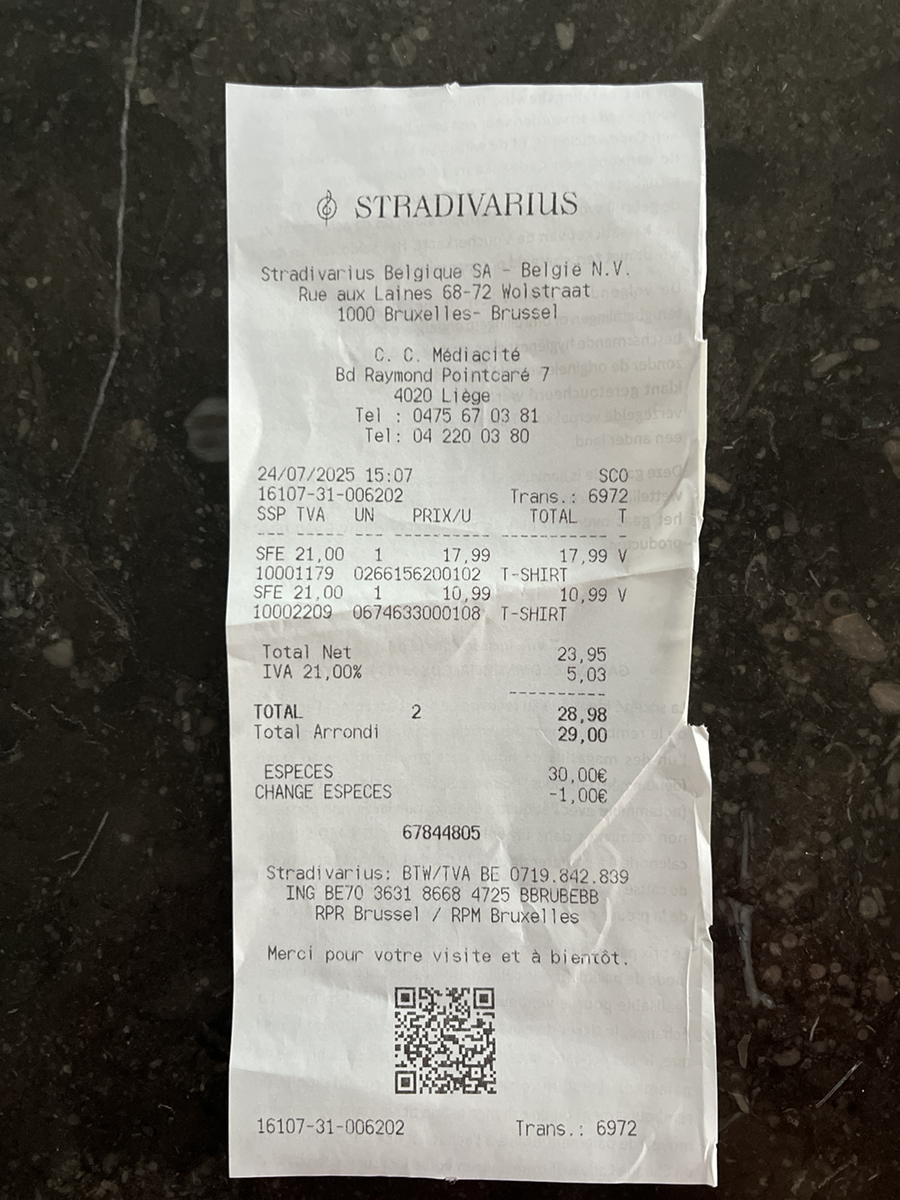 STRADIVARIUS
Stradivarius Belgique SA - België N.V.
Rue aux Laines 68-72 Wolstraat
1000 Bruxelles- Brussel
C. C. Médiacité
Bd Raymond Pointcaré 7
4020 Liège
Tel : 0475 67 03 81
Tel: 04 220 03 80
24/07/2025 15:07 SCO
16107-31-006202 Trans.: 6972
SSP TVA UN PRIX/U TOTAL T
--- ----- --- ---------- ----------- -
SFE 21,00 1 17,99 17,99 V
10001179 0266156200102 T-SHIRT
SFE 21,00 1 10,99 10,99 V
10002209 0674633000108 T-SHIRT
Total Net 23,95
IVA 21,00% 5,03
----------
TOTAL 2 28,98
Total Arrondi 29,00
ESPECES 30,00€
CHANGE ESPECES -1,00€
67844805
Stradivarius: BTW/TVA BE 0719.842.839
ING BE70 3631 8668 4725 BBRUBEBB
RPR Brussel / RPM Bruxelles
Merci pour votre visite et à bientôt.
16107-31-006202 Trans.: 6972